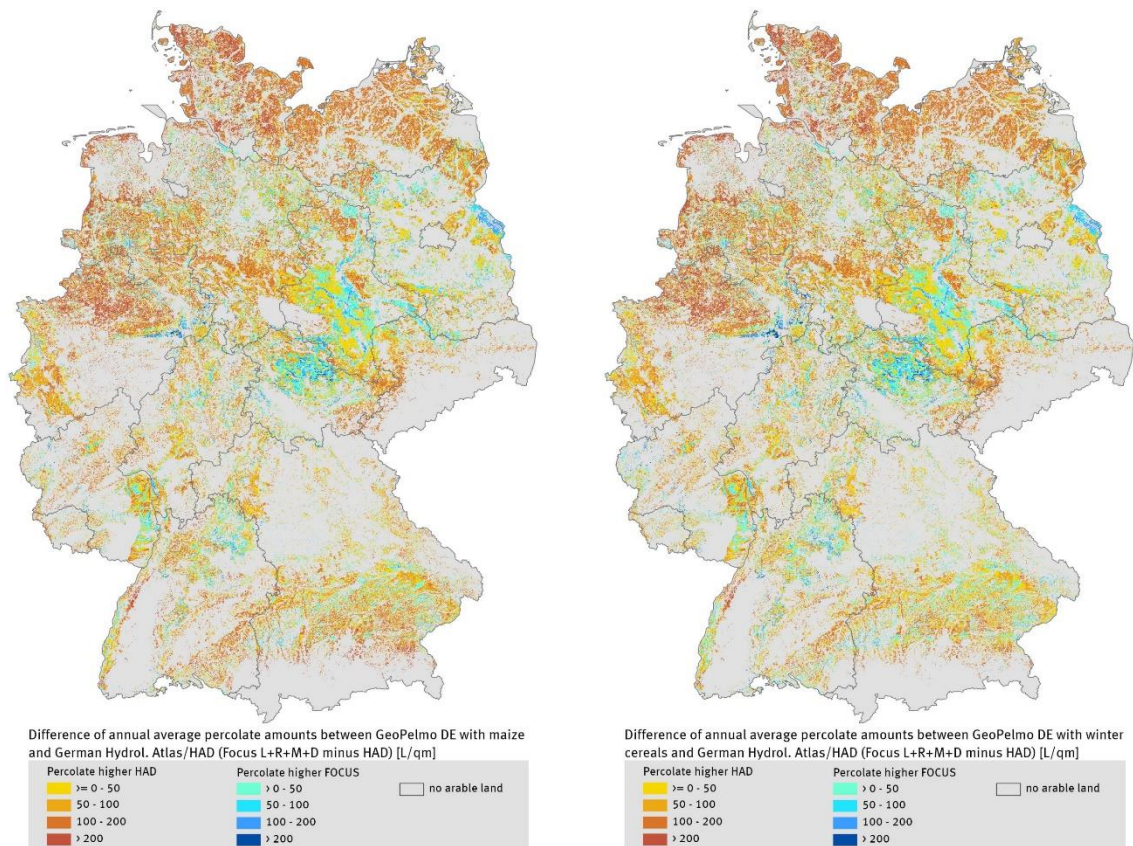 Difference of annual average percolate amounts between GeoPelmo DE with maize
and German Hydrol. Atlas/HAD (Focus L+R+M+D minus HAD) [L/qm]
Percolate higher HAD
Percolate higher FOCUS
>= 0 - 50
> 0 - 50
no arable land
50 - 100
50 - 100
100 - 200
100 - 200
> 200
> 200
Difference of annual average percolate amounts between GeoPelmo DE with winter
cereals and German Hydrol. Atlas/HAD (Focus L+R+M+D minus HAD) [L/qm]
Percolate higher HAD
Percolate higher FOCUS
>= 0 - 50
> 0 - 50
no arable land
50 - 100
50 - 100
100 - 200
100 - 200
> 200
> 200